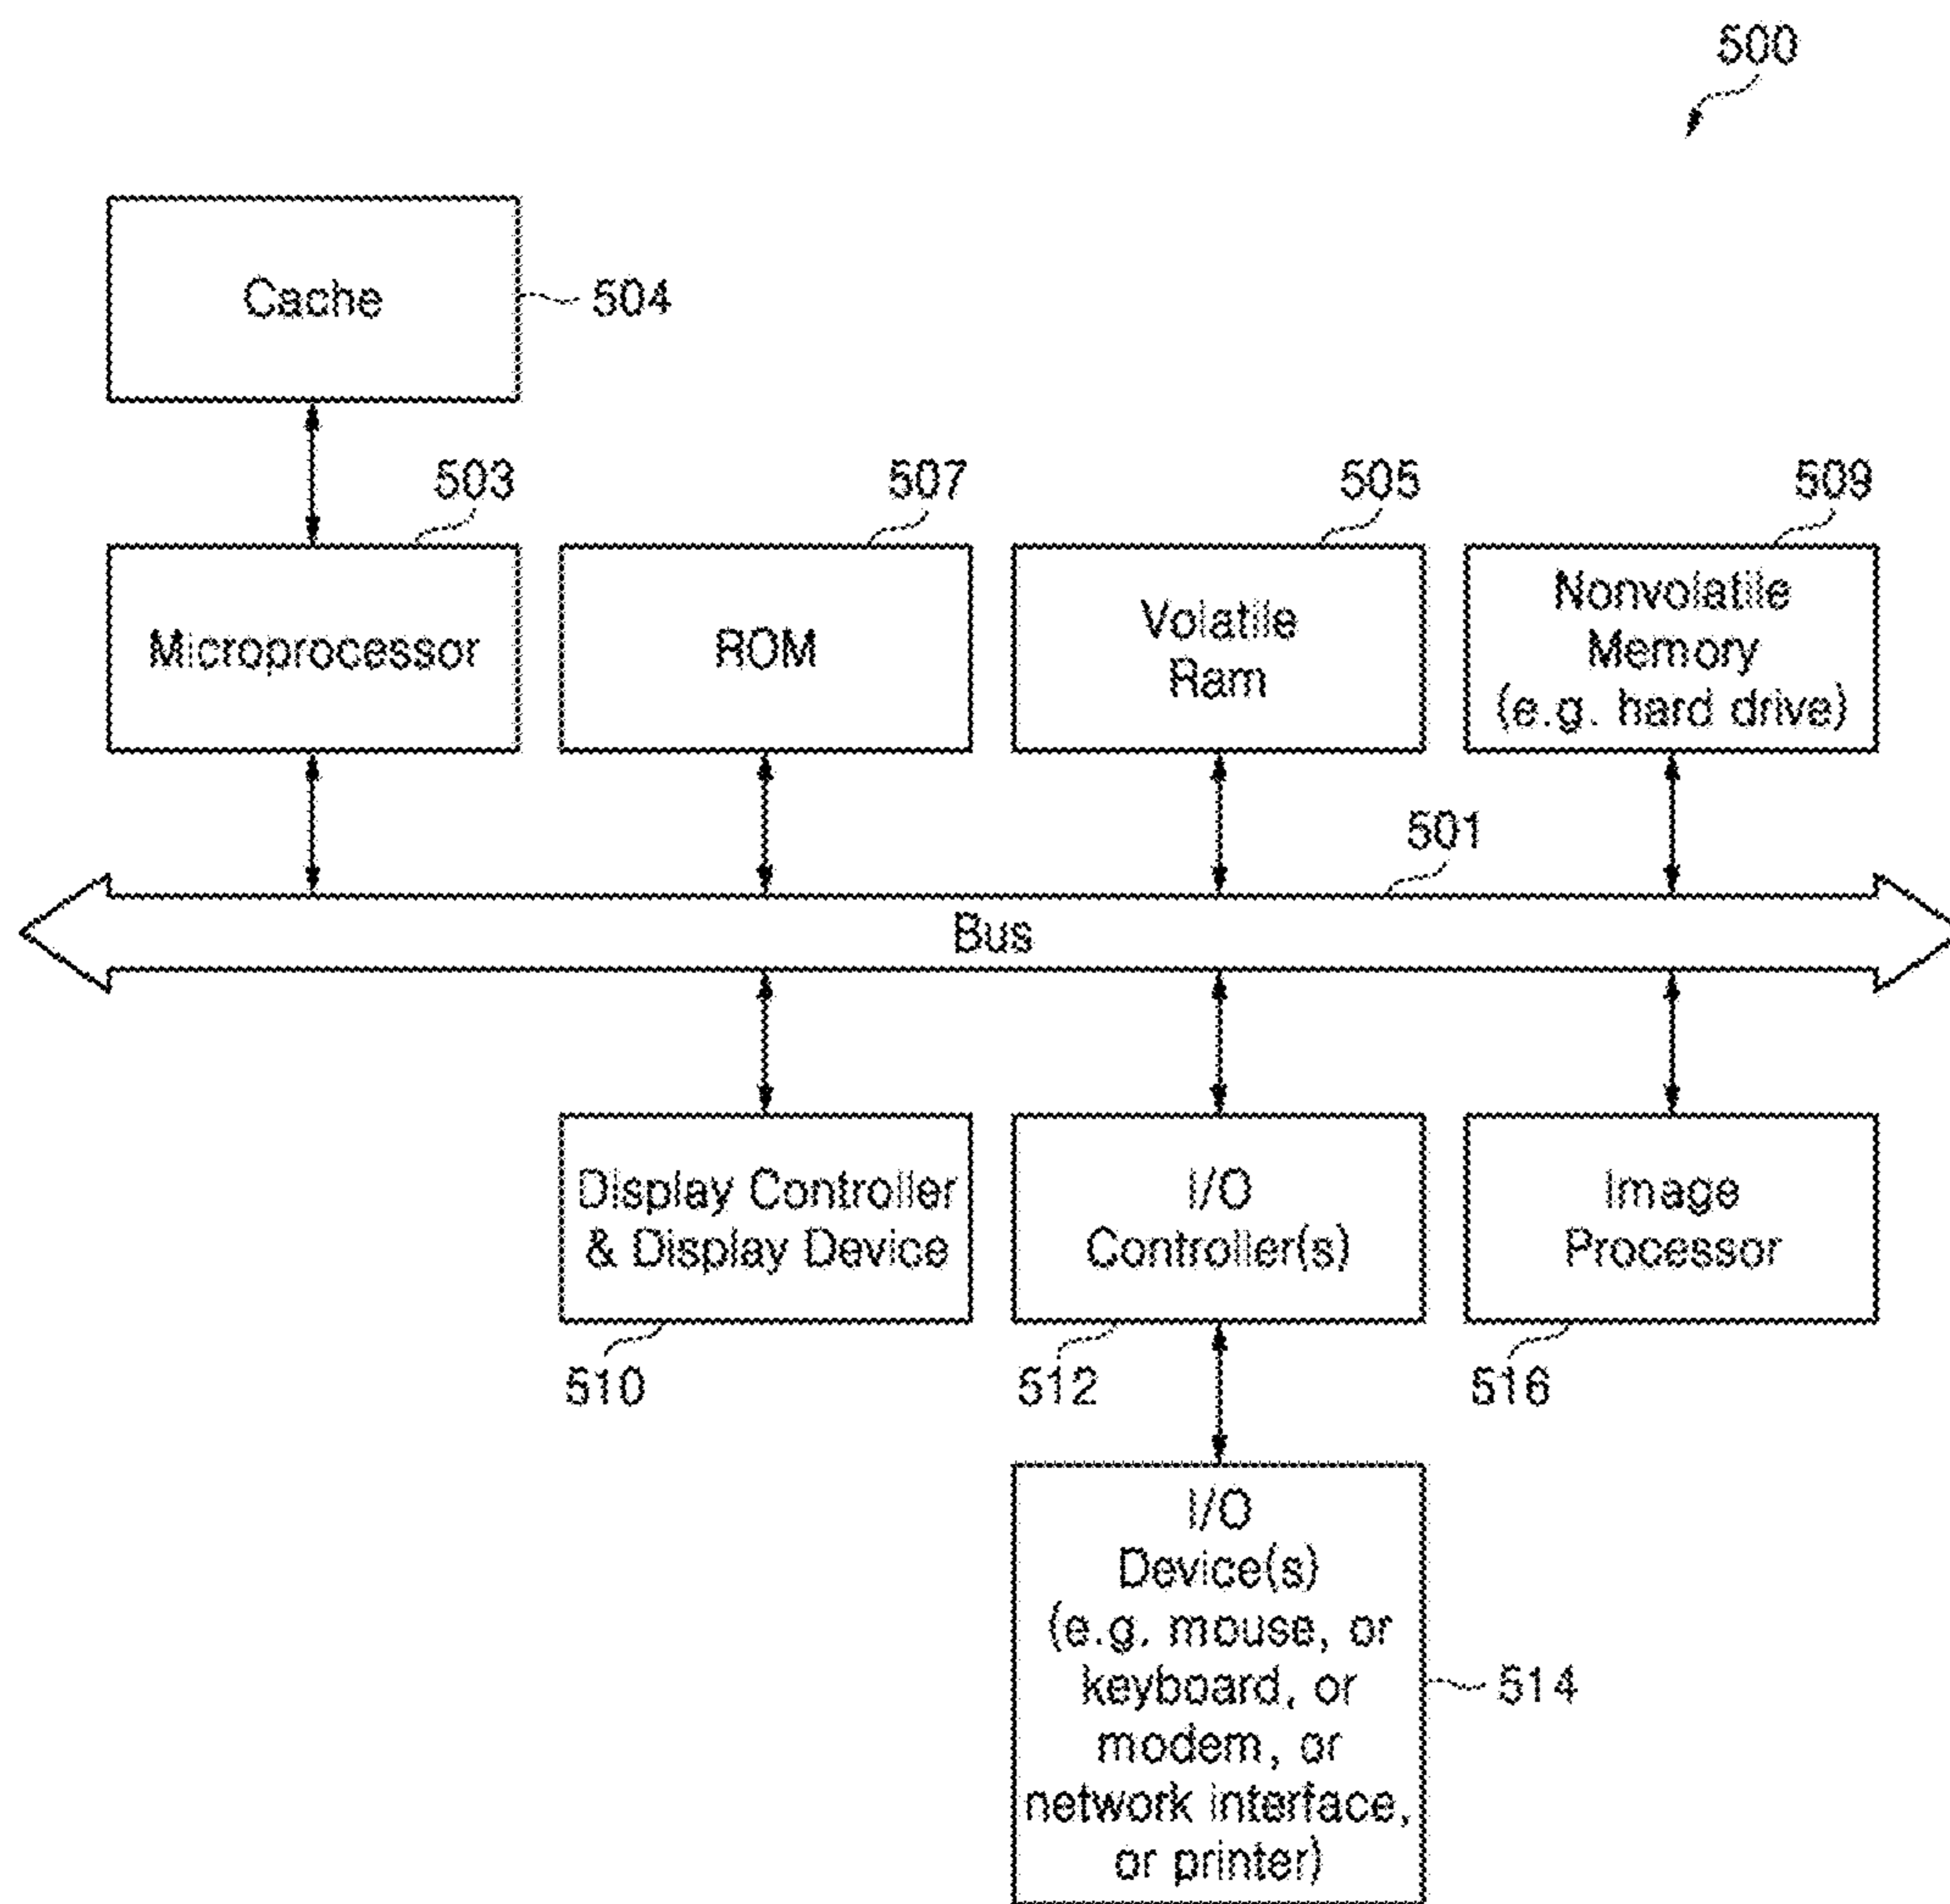 500
Cache
504
503
507
505
509
Microprocessor
ROM
Volatile
Ram
Nonvolatile
Memory
(e.g. hard drive)
501
Bus
Display Controller
& Display Device
I/O
Controller(s)
Image
Processor
510
512
516
I/O
Device(s)
(e.g. mouse, or
keyboard, or
modem, or
network interface,
or printer)
514